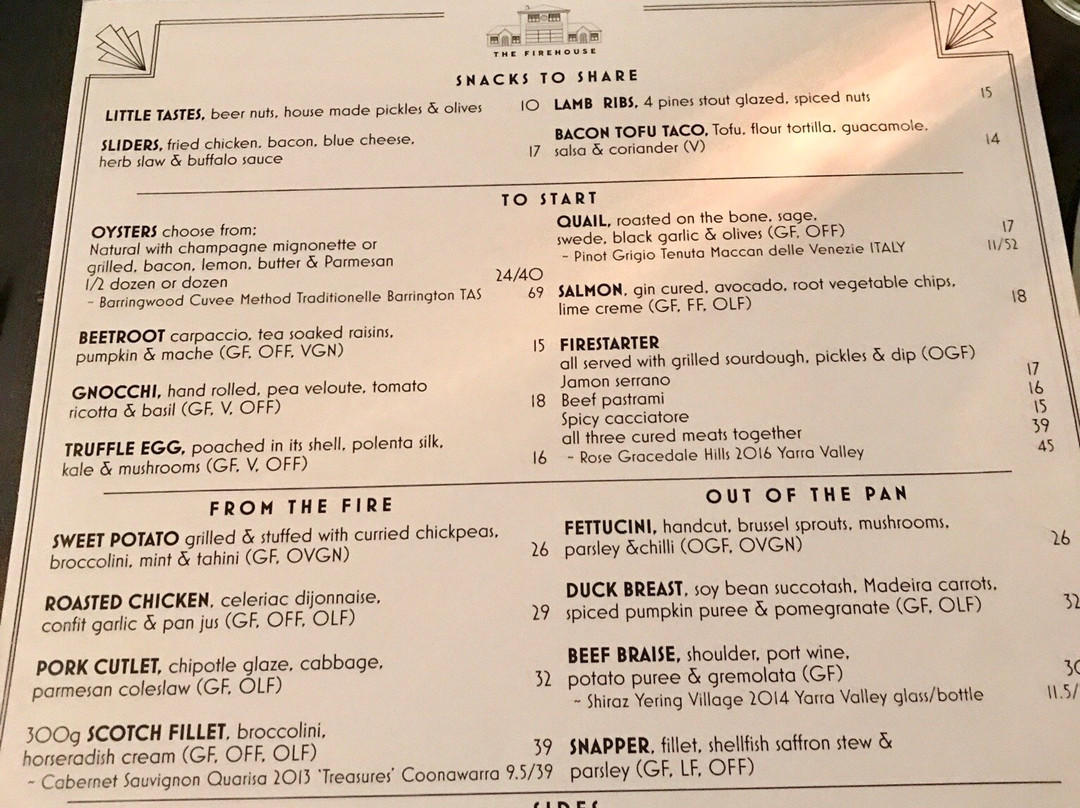 THE FIREHOUSE
SNACKS TO SHARE
LITTLE TASTES, beer nuts, house made pickles & olives 10
SLIDERS, fried chicken, bacon, blue cheese,
herb slaw & buffalo sauce 17
LAMB RIBS, 4 pines stout glazed, spiced nuts 15
BACON TOFU TACO, Tofu, flour tortilla, guacamole,
salsa & coriander (V) 14
TO START
OYSTERS choose from;
Natural with champagne mignonette or
grilled, bacon, lemon, butter & Parmesan
1/2 dozen or dozen 24/40
~ Barringwood Cuvee Method Traditionelle Barrington TAS 69
BEETROOT carpaccio, tea soaked raisins,
pumpkin & mache (GF, OFF, VGN) 15
GNOCCHI, hand rolled, pea veloute, tomato
ricotta & basil (GF, V, OFF) 18
TRUFFLE EGG, poached in its shell, polenta silk,
kale & mushrooms (GF, V, OFF) 16
QUAIL, roasted on the bone, sage,
swede, black garlic & olives (GF, OFF) 17
~ Pinot Grigio Tenuta Maccan delle Venezie ITALY 11/52
SALMON, gin cured, avocado, root vegetable chips,
lime creme (GF, FF, OLF) 18
FIRESTARTER
all served with grilled sourdough, pickles & dip (OGF)
Jamon serrano 17
Beef pastrami 16
Spicy cacciatore 15
all three cured meats together 39
~ Rose Gracedale Hills 2016 Yarra Valley 45
FROM THE FIRE
SWEET POTATO grilled & stuffed with curried chickpeas,
broccolini, mint & tahini (GF, OVGN) 26
ROASTED CHICKEN, celeriac dijonnaise,
confit garlic & pan jus (GF, OFF, OLF) 29
PORK CUTLET, chipotle glaze, cabbage,
parmesan coleslaw (GF, OLF) 32
300g SCOTCH FILLET, broccolini,
horseradish cream (GF, OFF, OLF) 39
~ Cabernet Sauvignon Quarisa 2013 'Treasures' Coonawarra 9.5/39
OUT OF THE PAN
FETTUCINI, handcut, brussel sprouts, mushrooms,
parsley &chilli (OGF, OVGN) 26
DUCK BREAST, soy bean succotash, Madeira carrots,
spiced pumpkin puree & pomegranate (GF, OLF) 32
BEEF BRAISE, shoulder, port wine,
potato puree & gremolata (GF) 30
~ Shiraz Yering Village 2014 Yarra Valley glass/bottle 11.5/
SNAPPER, fillet, shellfish saffron stew &
parsley (GF, LF, OFF)
SIDES